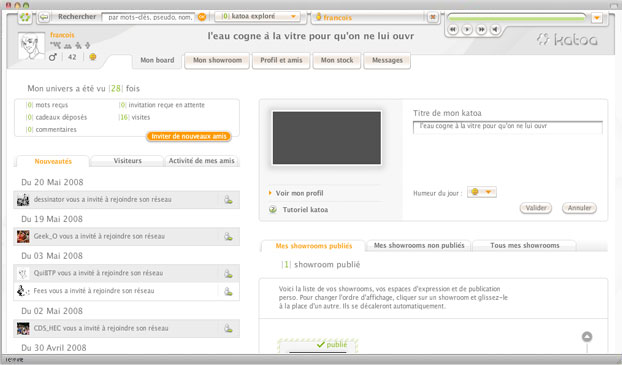 Rechercher
par mots-clés, pseudo, nom,
|0| katoa exploré
francois
francois
42
l'eau cogne à la vitre pour qu'on ne lui ouvr
katoa
Mon board
Mon showroom
Profil et amis
Mon stock
Messages
Mon univers a été vu |28| fois
|0| mots reçus
|0| invitation reçue en attente
|0| cadeaux déposés
|16| visites
|0| commentaires
Inviter de nouveaux amis
Nouveautés
Visiteurs
Activité de mes amis
Du 20 Mai 2008
dessinator vous a invité à rejoindre son réseau
Du 19 Mai 2008
Geek_O vous a invité à rejoindre son réseau
Du 03 Mai 2008
QuiBTP vous a invité à rejoindre son réseau
Fees vous a invité à rejoindre son réseau
Du 02 Mai 2008
CDS_HEC vous a invité à rejoindre son réseau
Du 30 Avril 2008
Titre de mon katoa
l'eau cogne à la vitre pour qu'on ne lui ouvr
Voir mon profil
Tutoriel katoa
Humeur du jour :
Valider
Annuler
Mes showrooms publiés
Mes showrooms non publiés
Tous mes showrooms
|1| showroom publié
Voici la liste de vos showrooms, vos espaces d'expression et de publication
perso. Pour changer l'ordre d'affichage, cliquer sur un showroom et glissez-le
à la place d'un autre. Ils se décaleront automatiquement.
publié
Terminé